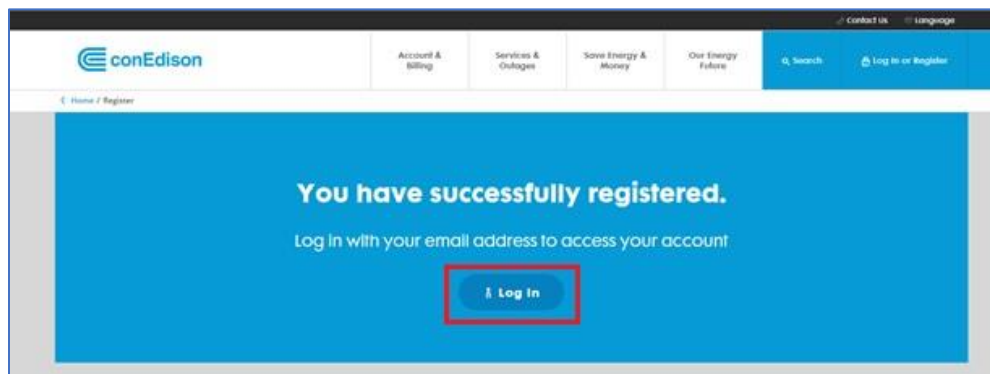 Contact Us Language
conEdison
Account &
Billing
Services &
Outages
Save Energy &
Money
Our Energy
Future
Search
Log In or Register
Home / Register
You have successfully registered.
Log in with your email address to access your account
Log In